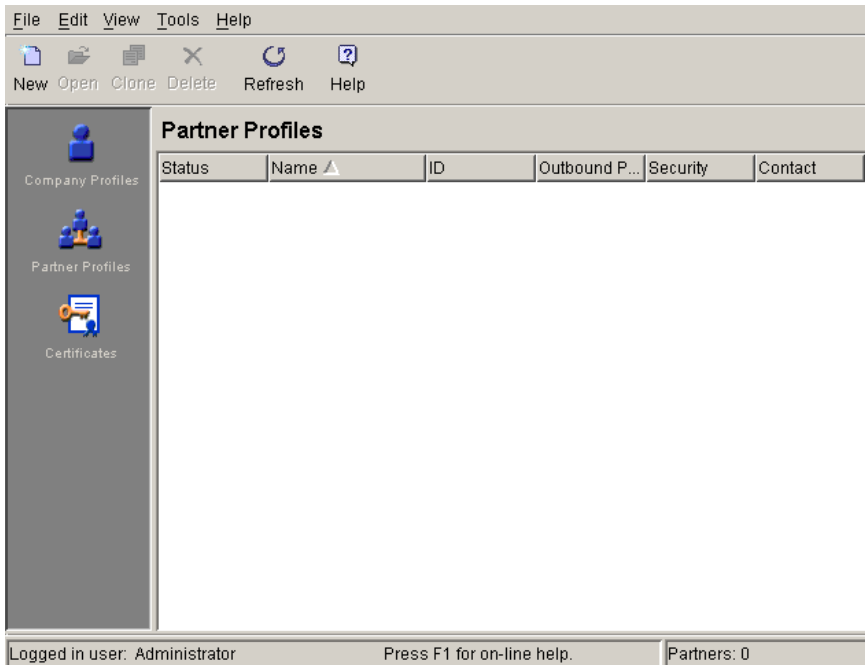 File Edit View Tools Help
New Open Clone Delete Refresh Help
Partner Profiles
Status Name ID Outbound P... Security Contact
Company Profiles
Partner Profiles
Certificates
Logged in user: Administrator Press F1 for on-line help. Partners: 0